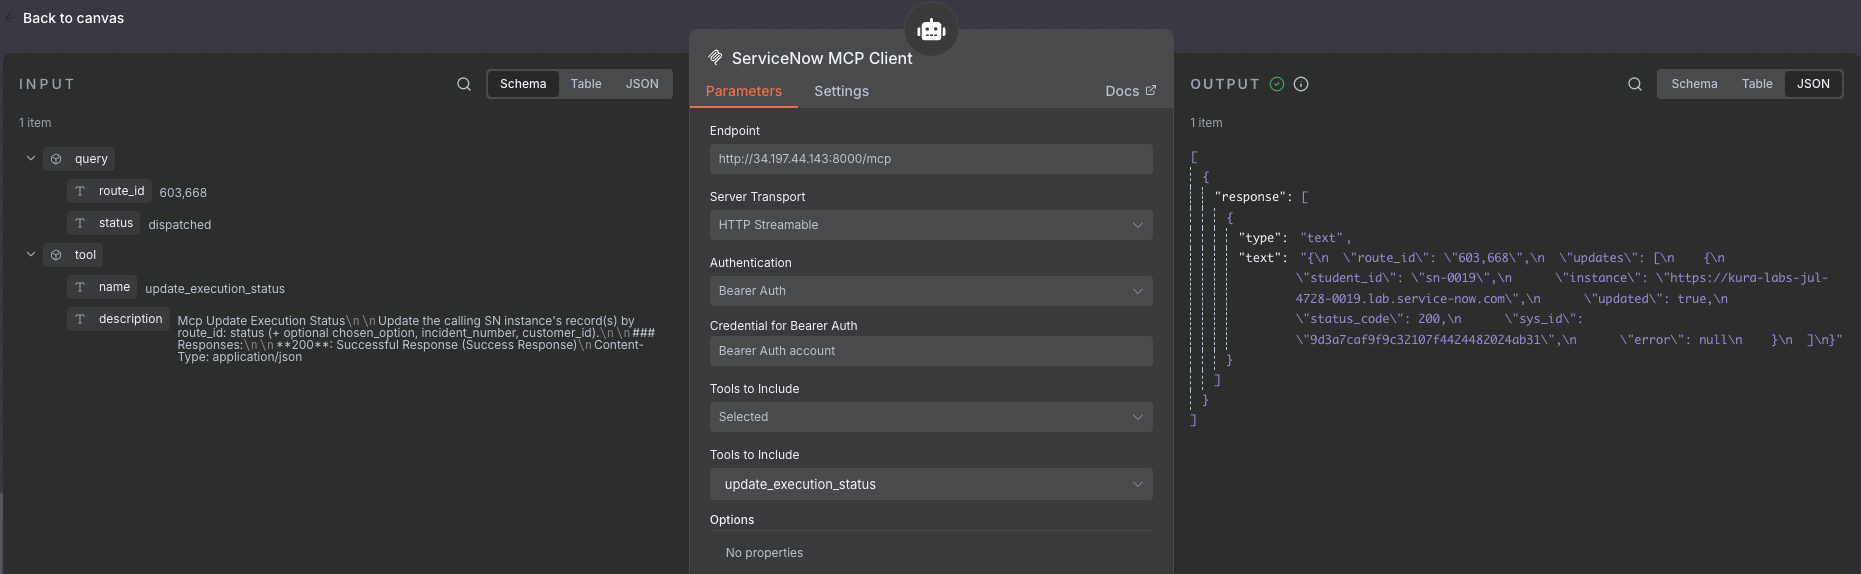 Back to canvas
INPUT
Schema
Table
JSON
1 item
query
route_id 603,668
status dispatched
tool
name update_execution_status
description Mcp Update Execution Status\n\nUpdate the calling SN instance's record(s) by
route_id: status (+ optional chosen_option, incident_number, customer_id).\n\n###
Responses:\n\n**200**: Successful Response (Success Response)\nContent-
Type: application/json
ServiceNow MCP Client
Parameters
Settings
Docs
Endpoint
http://34.197.44.143:8000/mcp
Server Transport
HTTP Streamable
Authentication
Bearer Auth
Credential for Bearer Auth
Bearer Auth account
Tools to Include
Selected
Tools to Include
update_execution_status
Options
No properties
OUTPUT
Schema
Table
JSON
1 item
[
{
"response": [
{
"type": "text",
"text": "{\n  \"route_id\": \"603,668\",\n  \"updates\": [\n    {\n
\"student_id\": \"sn-0019\",\n      \"instance\": \"https://kura-labs-jul-
4728-0019.lab.service-now.com\",\n      \"updated\": true,\n
\"status_code\": 200,\n      \"sys_id\":
\"9d3a7caf9f9c32107f4424482024ab31\",\n      \"error\": null\n    }\n  ]\n}"
}
]
}
]